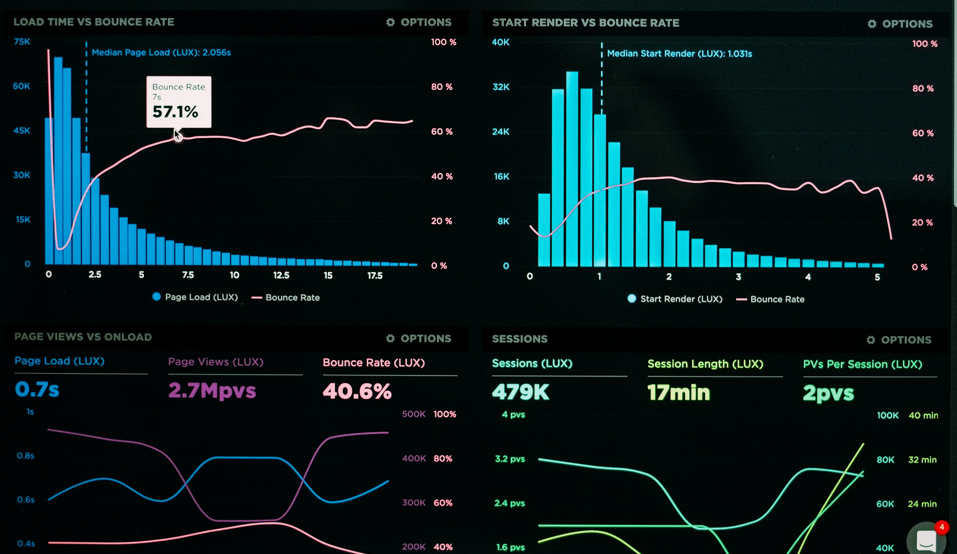 LOAD TIME VS BOUNCE RATE
OPTIONS
75K
100 %
Median Page Load (LUX): 2.056s
60K
80 %
Bounce Rate
7s
57.1%
45K
60 %
30K
40 %
15K
20 %
0
0 %
0 2.5 5 7.5 10 12.5 15 17.5
Page Load (LUX) Bounce Rate
START RENDER VS BOUNCE RATE
OPTIONS
40K
100 %
Median Start Render (LUX): 1.031s
32K
80 %
24K
60 %
16K
40 %
8K
20 %
0
0 %
0 1 2 3 4 5
Start Render (LUX) Bounce Rate
PAGE VIEWS VS ONLOAD
OPTIONS
Page Load (LUX) Page Views (LUX) Bounce Rate (LUX)
0.7s 2.7Mpvs 40.6%
1s 500K 100%
0.8s 400K 80%
0.6s 300K 60%
0.4s 200K 40%
SESSIONS
OPTIONS
Sessions (LUX) Session Length (LUX) PVs Per Session (LUX)
479K 17min 2pvs
4 pvs 100K 40 min
3.2 pvs 80K 32 min
2.4 pvs 60K 24 min
1.6 pvs 40K
4